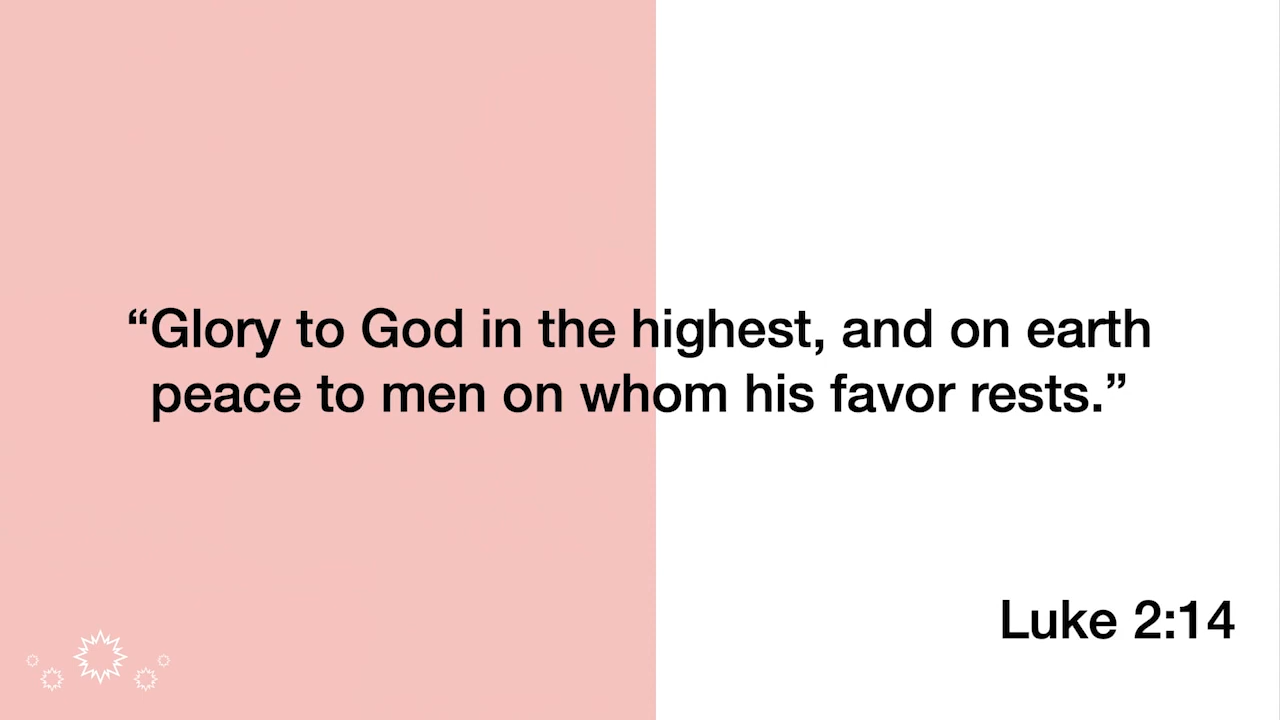 “Glory to God in the highest, and on earth
peace to men on whom his favor rests.”
Luke 2:14